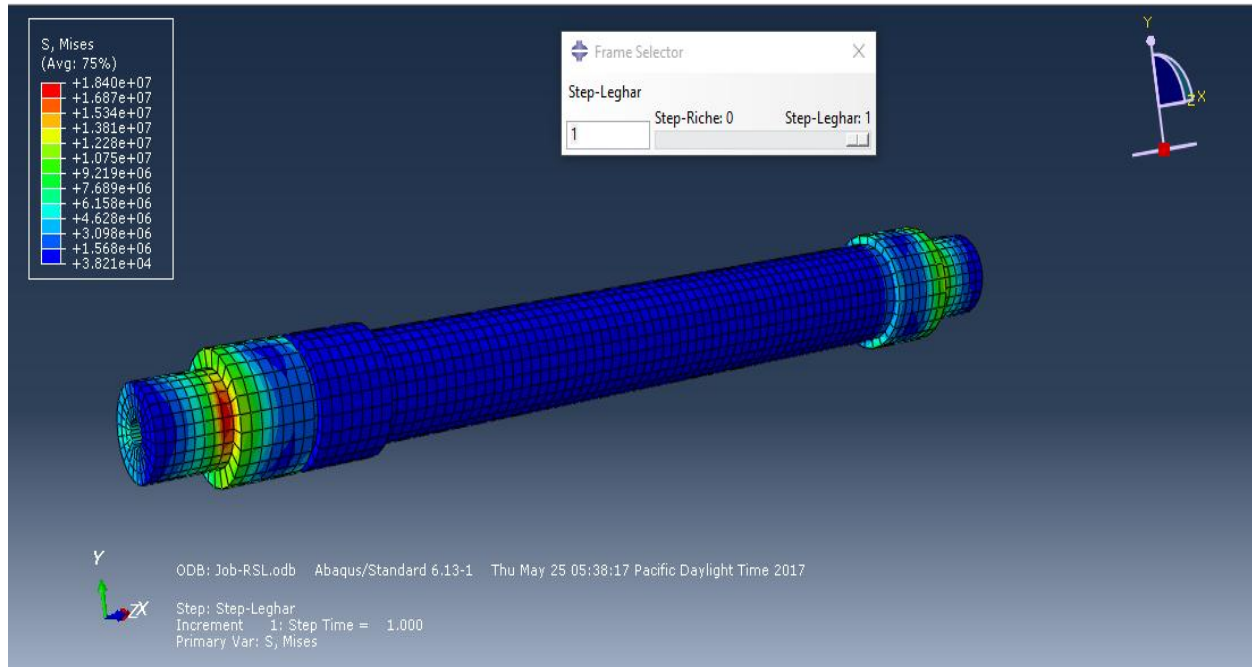 S, Mises
(Avg: 75%)
+1.840e+07
+1.687e+07
+1.534e+07
+1.381e+07
+1.228e+07
+1.075e+07
+9.219e+06
+7.689e+06
+6.158e+06
+4.628e+06
+3.098e+06
+1.568e+06
+3.821e+04
Frame Selector
Step-Leghar
Step-Riche: 0 Step-Leghar: 1
1
Y
Z X
Y
Z X
ODB: Job-RSL.odb Abaqus/Standard 6.13-1 Thu May 25 05:38:17 Pacific Daylight Time 2017
Step: Step-Leghar
Increment 1: Step Time = 1.000
Primary Var: S, Mises